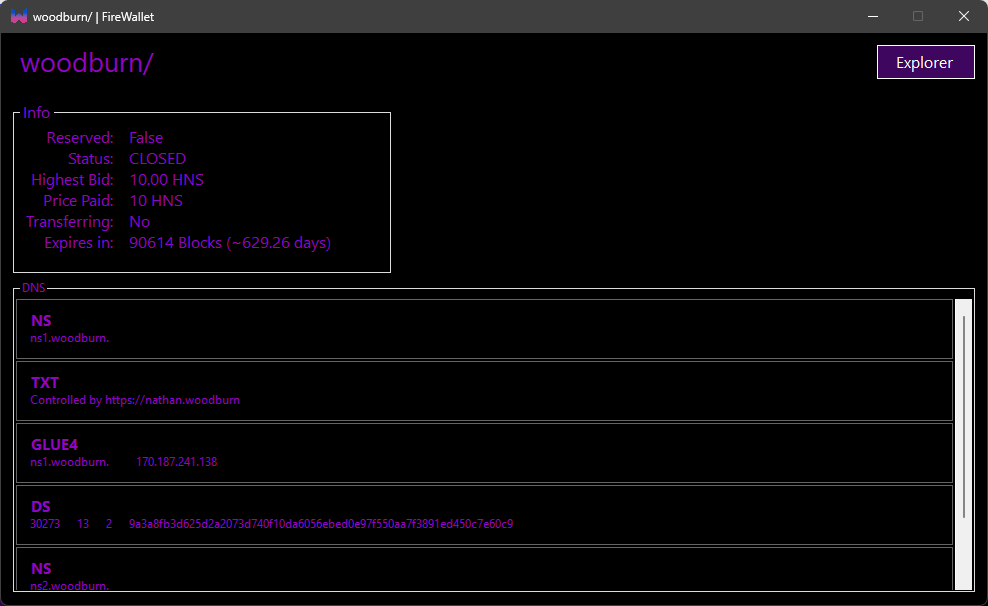 woodburn/ | FireWallet
woodburn/
Explorer
Info
Reserved: False
Status: CLOSED
Highest Bid: 10.00 HNS
Price Paid: 10 HNS
Transferring: No
Expires in: 90614 Blocks (~629.26 days)
DNS
NS
ns1.woodburn.
TXT
Controlled by https://nathan.woodburn
GLUE4
ns1.woodburn. 170.187.241.138
DS
30273 13 2 9a3a8fb3d625d2a2073d740f10da6056ebed0e97f550aa7f3891ed450c7e60c9
NS
ns2.woodburn.